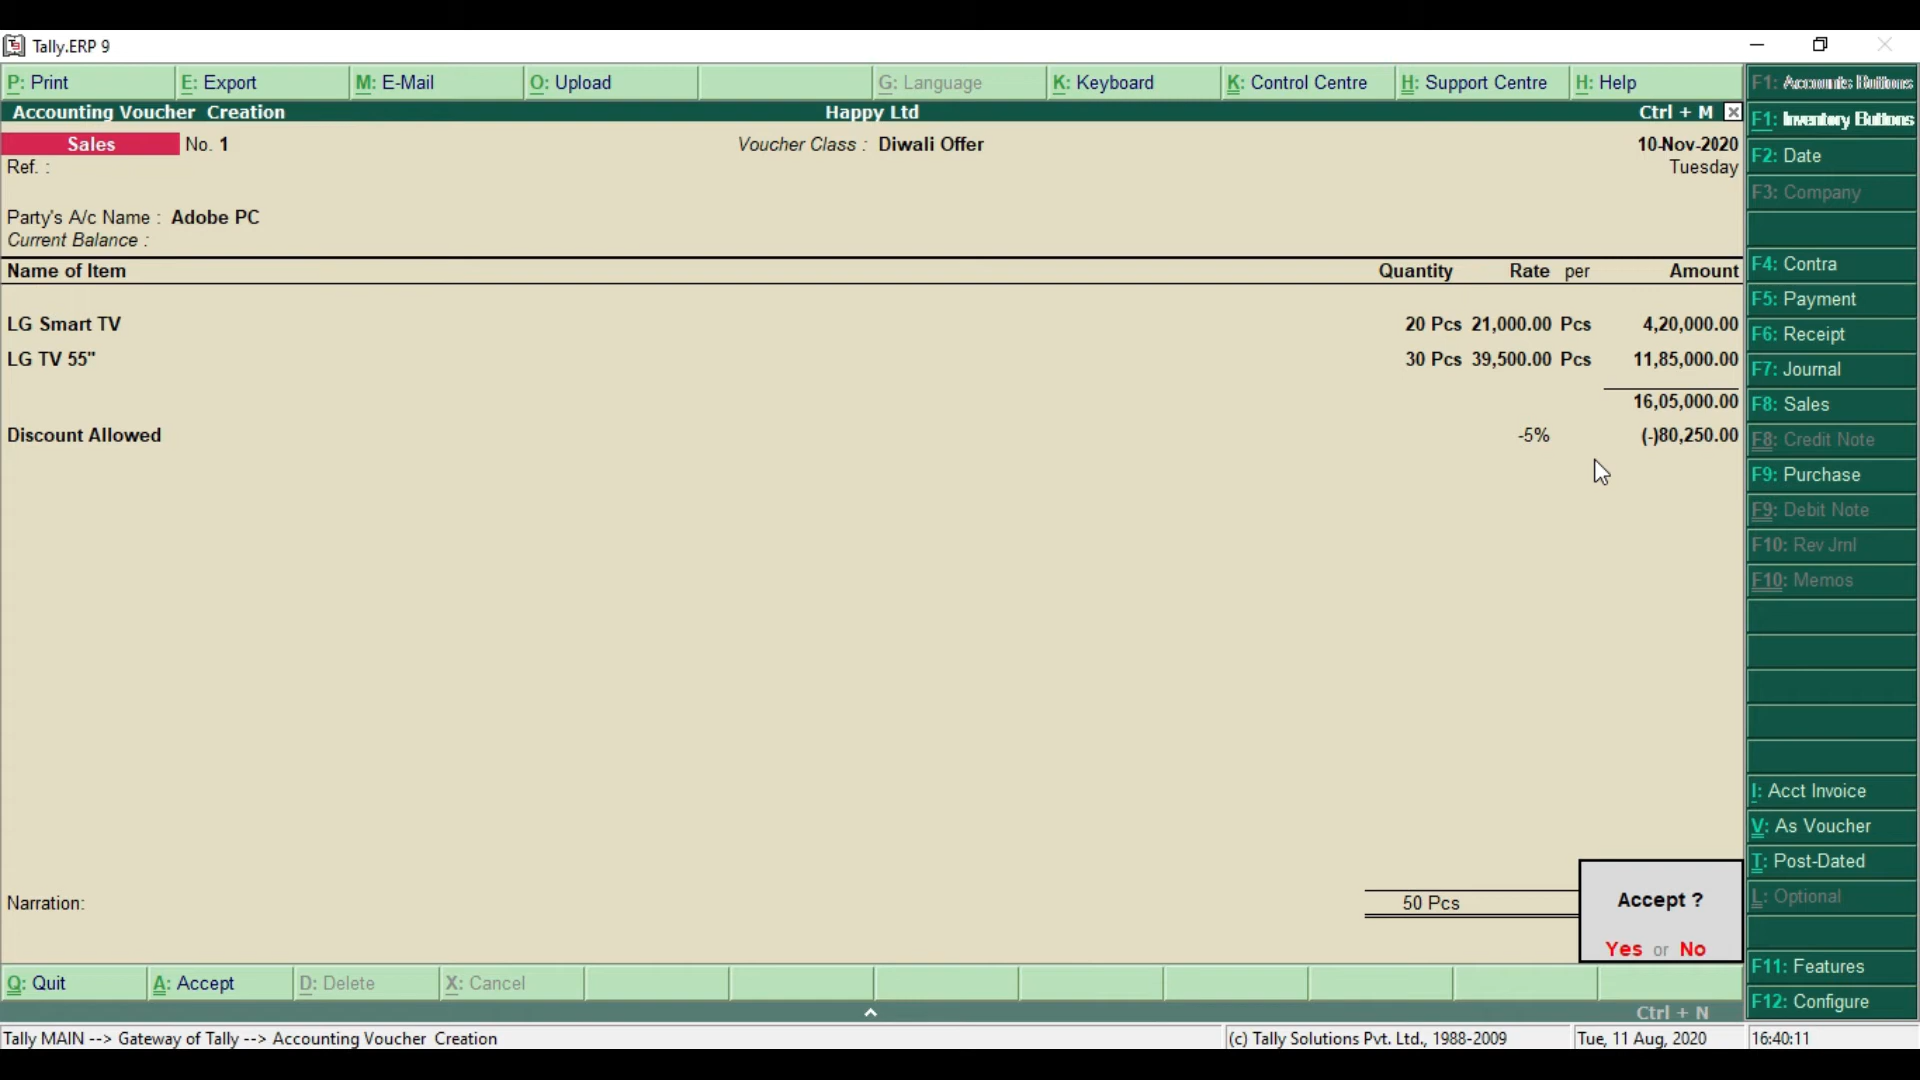 Tally.ERP 9
P: Print E: Export M: E-Mail O: Upload G: Language K: Keyboard K: Control Centre H: Support Centre H: Help
Accounting Voucher Creation Happy Ltd Ctrl + M
Sales No. 1 Voucher Class : Diwali Offer 10-Nov-2020
Ref. : Tuesday
Party's A/c Name : Adobe PC
Current Balance :
Name of Item Quantity Rate per Amount
LG Smart TV 20 Pcs 21,000.00 Pcs 4,20,000.00
LG TV 55" 30 Pcs 39,500.00 Pcs 11,85,000.00
16,05,000.00
Discount Allowed -5% (-)80,250.00
Narration: 50 Pcs
Accept ?
Yes or No
F1: Accounts Buttons
F1: Inventory Buttons
F2: Date
F3: Company
F4: Contra
F5: Payment
F6: Receipt
F7: Journal
F8: Sales
F8: Credit Note
F9: Purchase
F9: Debit Note
F10: Rev Jrnl
F10: Memos
I: Acct Invoice
V: As Voucher
T: Post-Dated
L: Optional
F11: Features
F12: Configure
Q: Quit A: Accept D: Delete X: Cancel
Ctrl + N
Tally MAIN --> Gateway of Tally --> Accounting Voucher Creation (c) Tally Solutions Pvt. Ltd., 1988-2009 Tue, 11 Aug, 2020 16:40:11